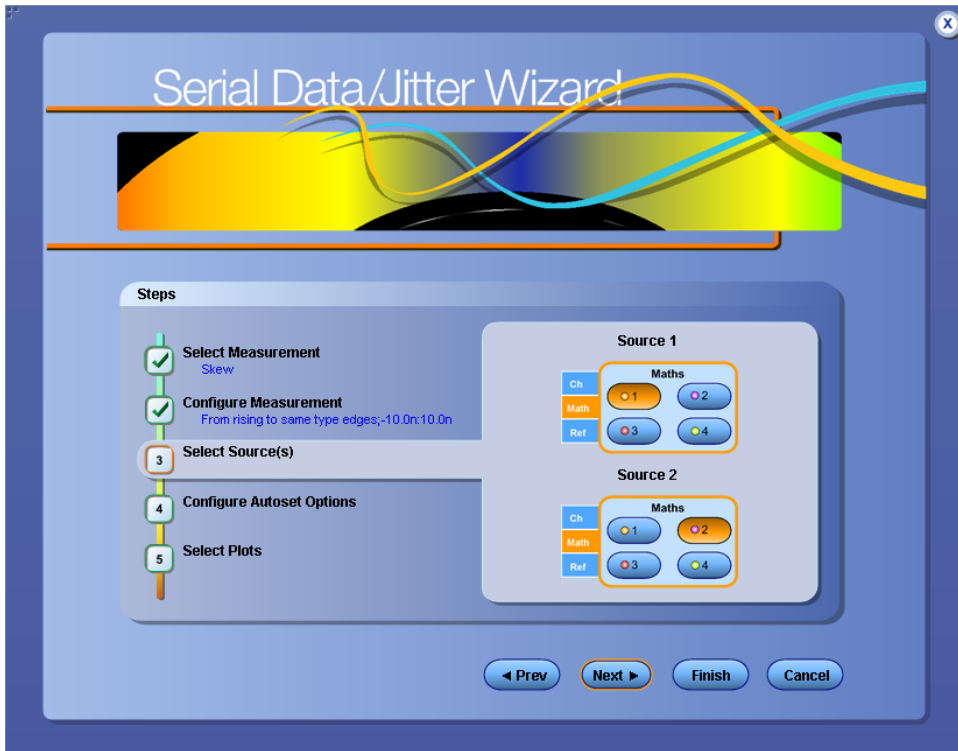 X
Serial Data/Jitter Wizard
Steps
Select Measurement
Skew
Configure Measurement
From rising to same type edges;-10.0n:10.0n
3
Select Source(s)
4
Configure Autoset Options
5
Select Plots
Source 1
Maths
Ch
Math
Ref
1
2
3
4
Source 2
Maths
Ch
Math
Ref
1
2
3
4
◄ Prev
Next ►
Finish
Cancel